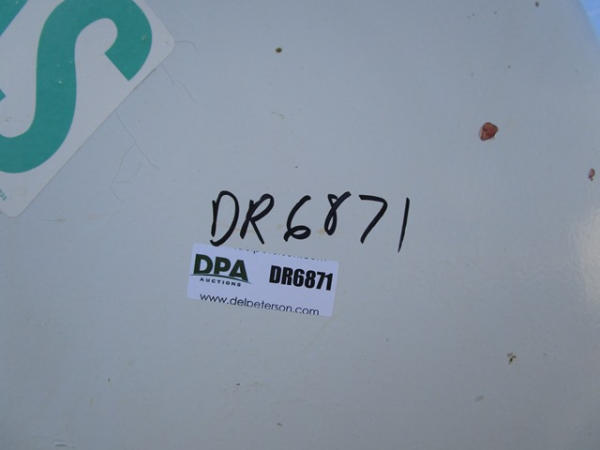 S
DR6871
DPA
AUCTIONS
DR6871
www.delpeterson.com